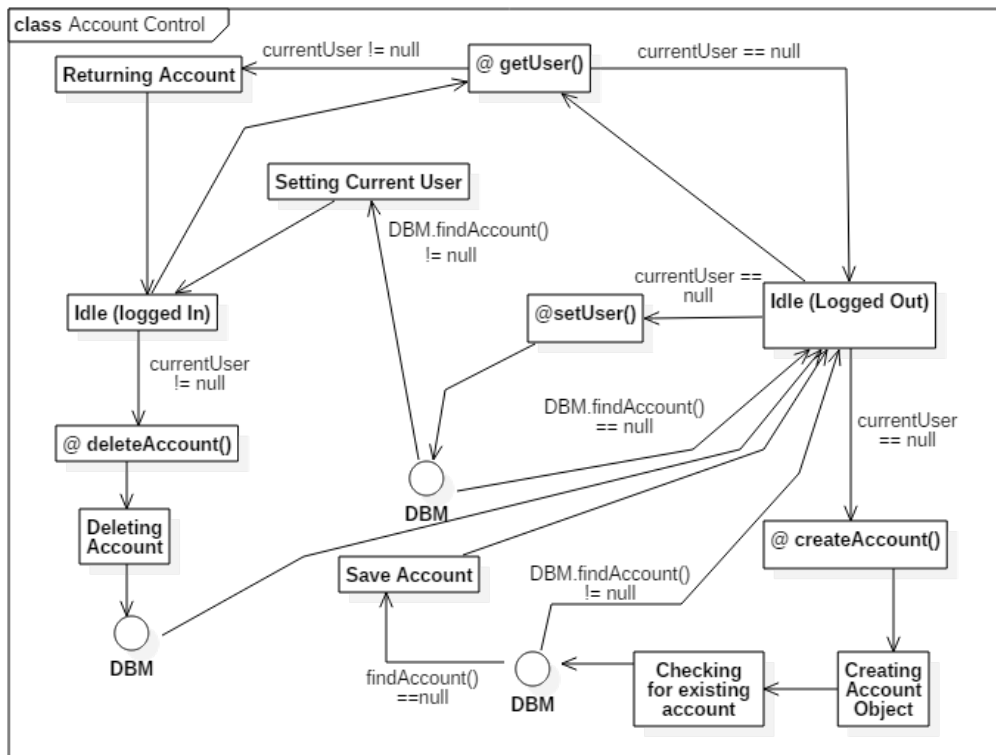 class Account Control
currentUser != null
currentUser == null
Returning Account
@ getUser()
Setting Current User
DBM.findAccount()
!= null
currentUser ==
null
Idle (logged In)
@setUser()
Idle (Logged Out)
currentUser
!= null
DBM.findAccount()
== null
currentUser
== null
@ deleteAccount()
DBM
Deleting
Account
@ createAccount()
Save Account
DBM.findAccount()
!= null
DBM
findAccount()
==null
DBM
Checking
for existing
account
Creating
Account
Object